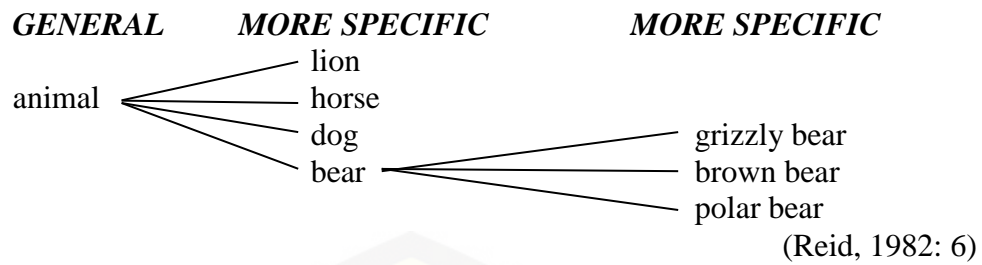 GENERAL MORE SPECIFIC MORE SPECIFIC
lion
animal horse
dog grizzly bear
bear brown bear
polar bear
(Reid, 1982: 6)